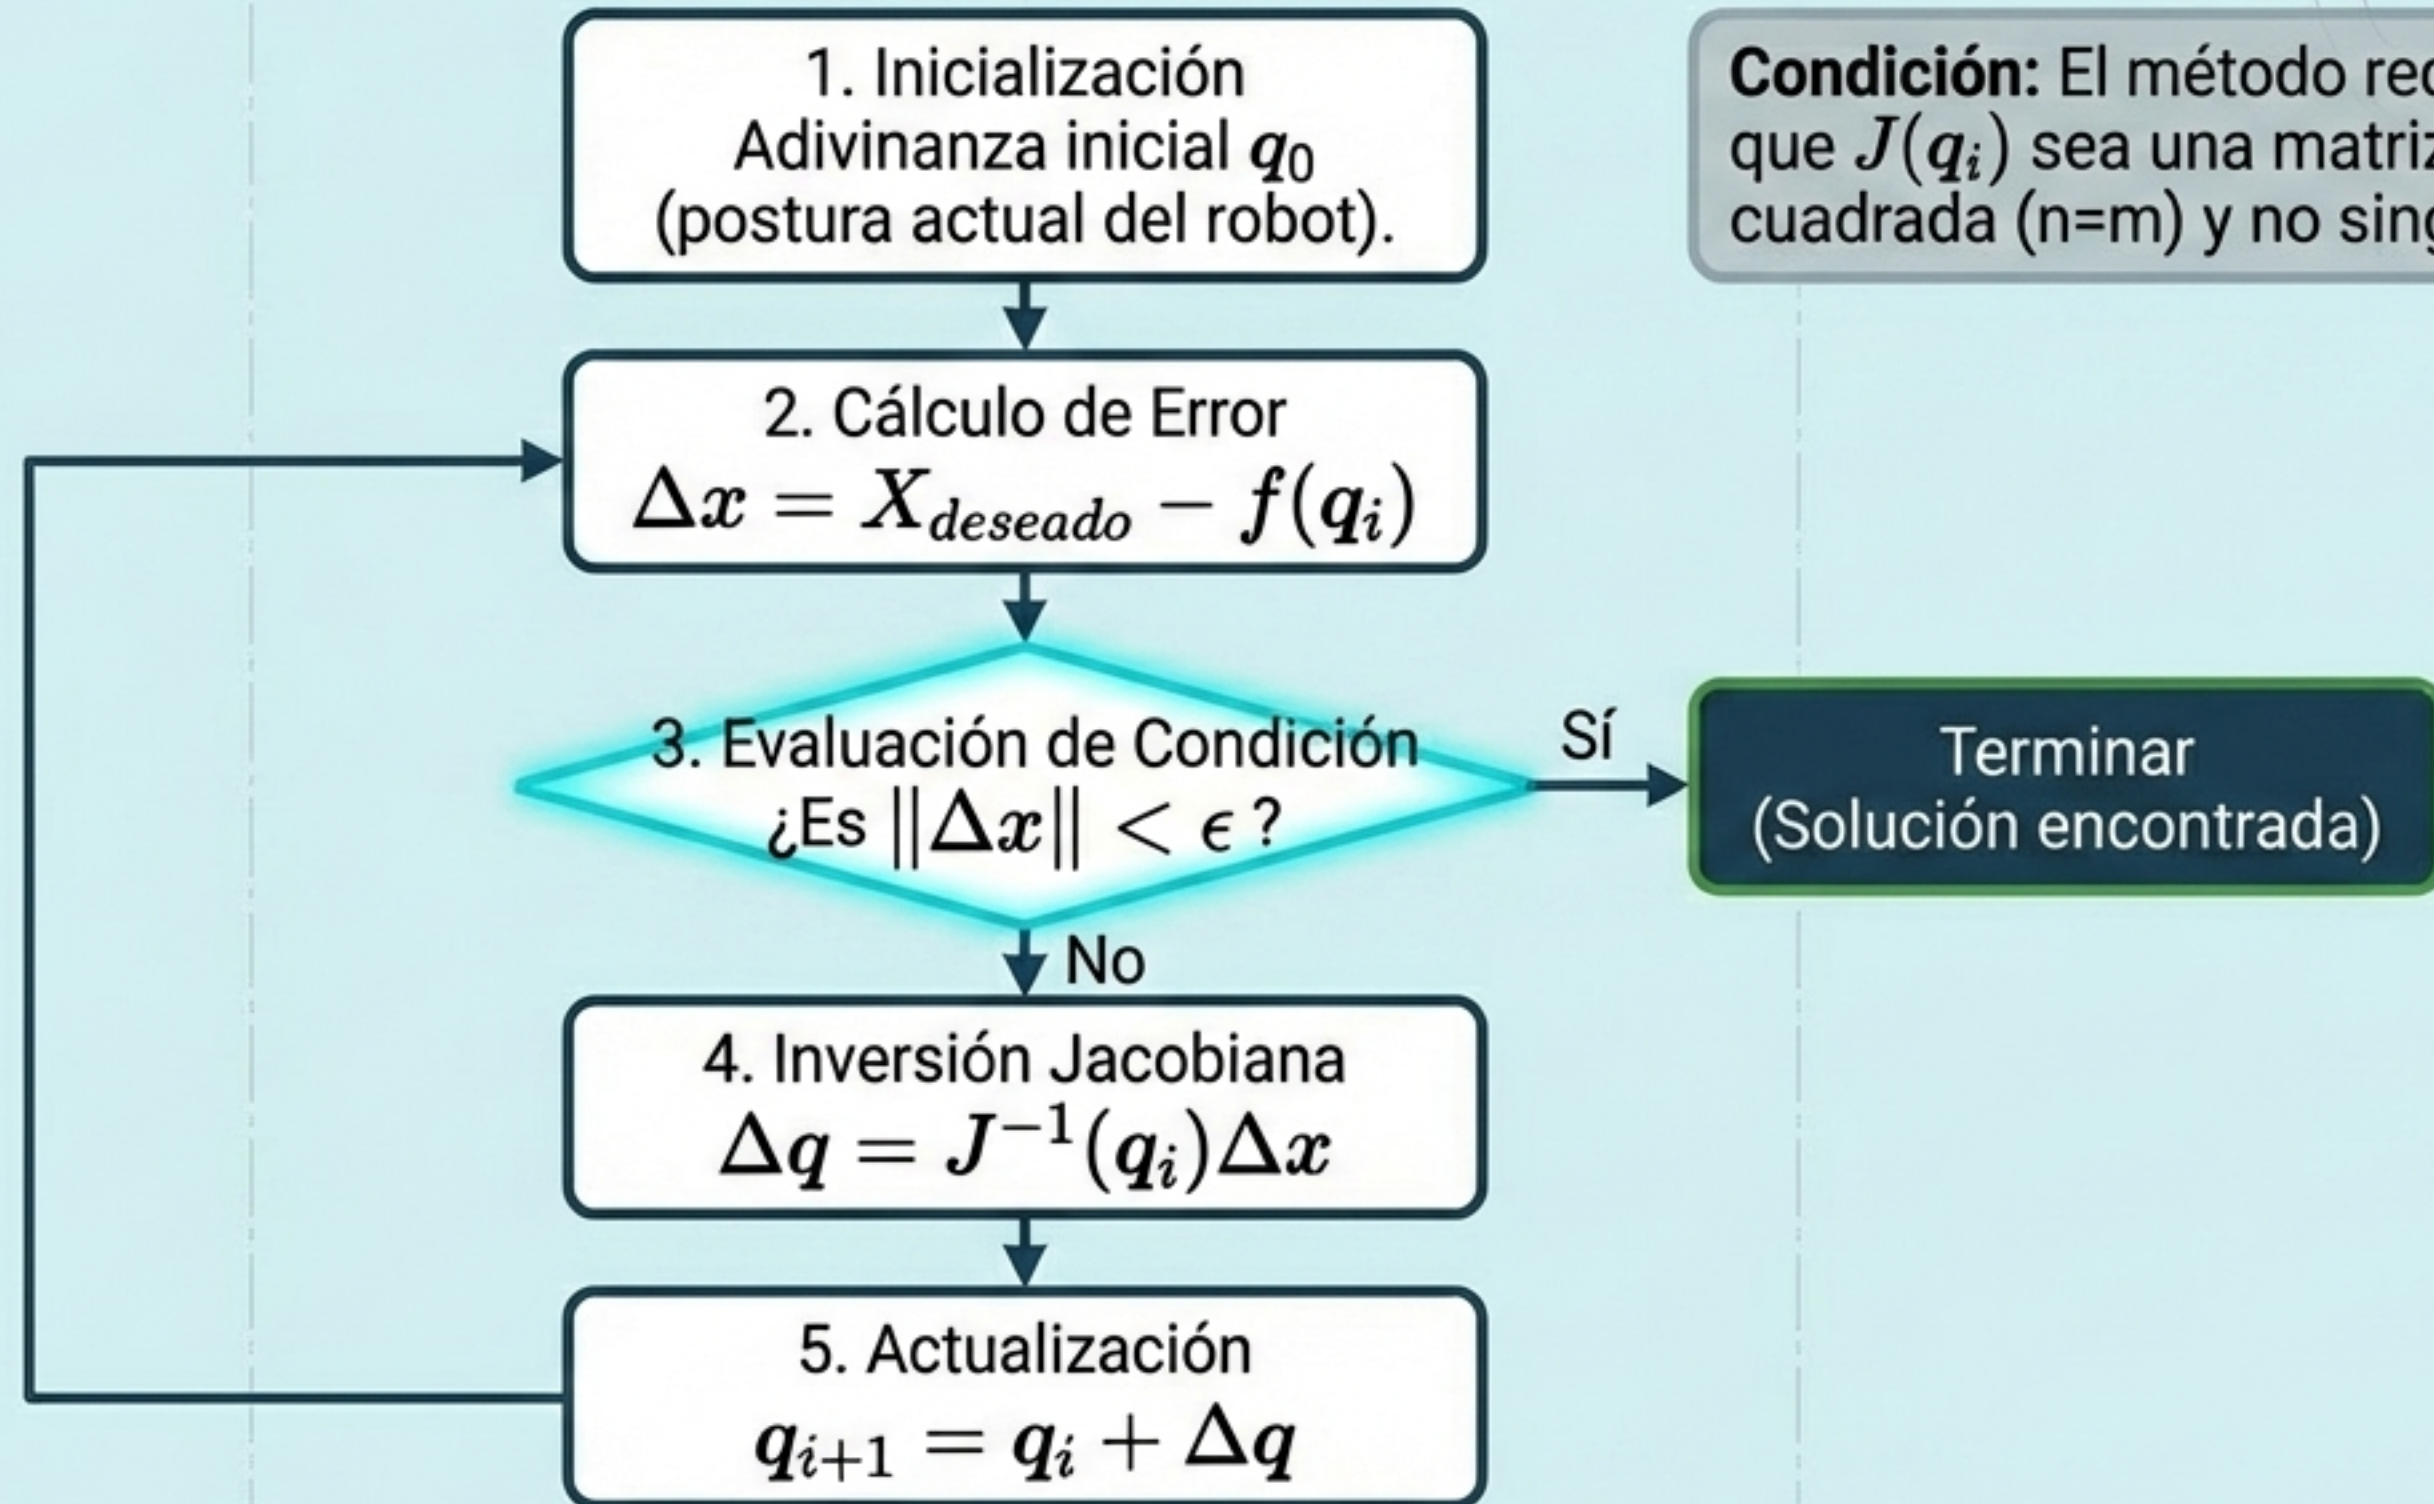 1. Inicialización
Adivinanza inicial q₀
(postura actual del robot).
Condición: El método
que J(qᵢ) sea una
cuadrada (n=m) y no
2. Cálculo de Error
Δx = X_deseado − f(qᵢ)
3. Evaluación de Condición
¿Es ||Δx|| < ϵ ?
Sí
Terminar
(Solución encontrada)
No
4. Inversión Jacobiana
Δq = J⁻¹(qᵢ)Δx
5. Actualización
qᵢ₊₁ = qᵢ + Δq